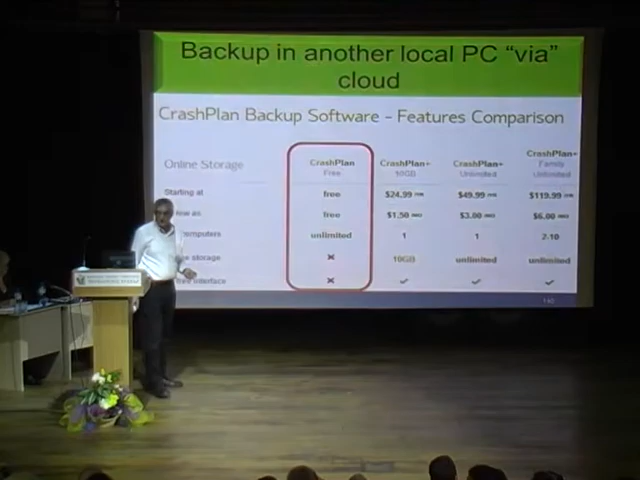 Backup in another local PC “via”
cloud
CrashPlan Backup Software - Features Comparison
Online Storage CrashPlan Free CrashPlan+ 10GB CrashPlan+ Unlimited CrashPlan+ Family Unlimited
Starting at free $24.99 $49.99 $119.99
as free $1.50 $3.00 $6.00
unlimited 1 1 2-10
storage × 10GB unlimited unlimited
interface × ✓ ✓ ✓